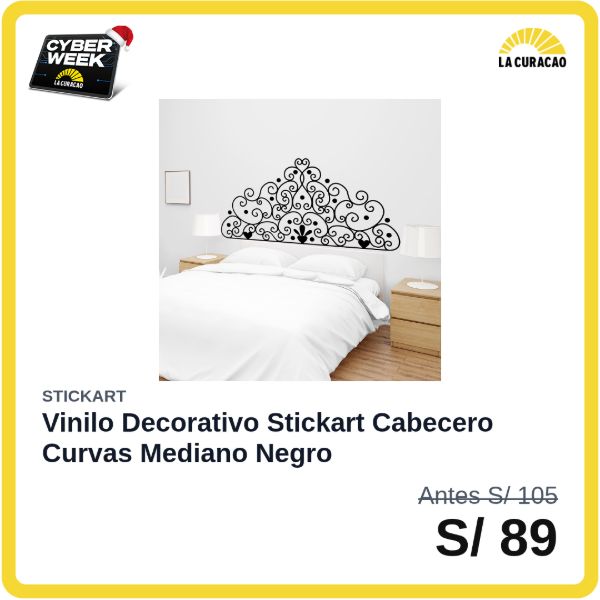 CYBER
WEEK
LA CURACAO
LA CURACAO
STICKART
Vinilo Decorativo Stickart Cabecero
Curvas Mediano Negro
Antes S/ 105
S/ 89